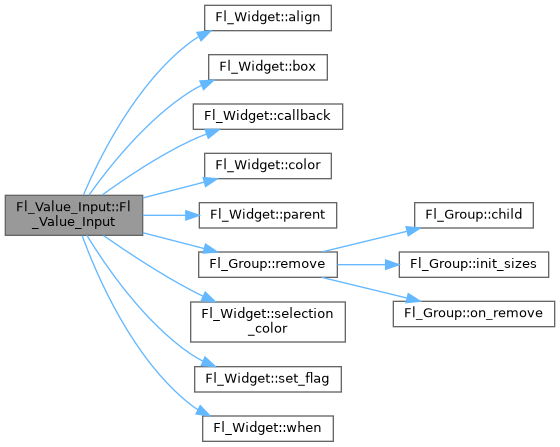 Fl_Widget::align
Fl_Widget::box
Fl_Widget::callback
Fl_Widget::color
Fl_Value_Input::Fl
_Value_Input
Fl_Widget::parent
Fl_Group::child
Fl_Group::remove
Fl_Group::init_sizes
Fl_Group::on_remove
Fl_Widget::selection
_color
Fl_Widget::set_flag
Fl_Widget::when